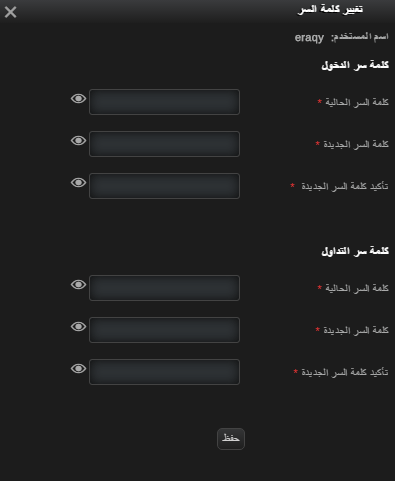 تغيير كلمة السر
اسم المستخدم: eraqy
كلمة سر الدخول
كلمة السر الحالية *
كلمة السر الجديدة *
تأكيد كلمة السر الجديدة *
كلمة سر التداول
كلمة السر الحالية *
كلمة السر الجديدة *
تأكيد كلمة السر الجديدة *
حفظ